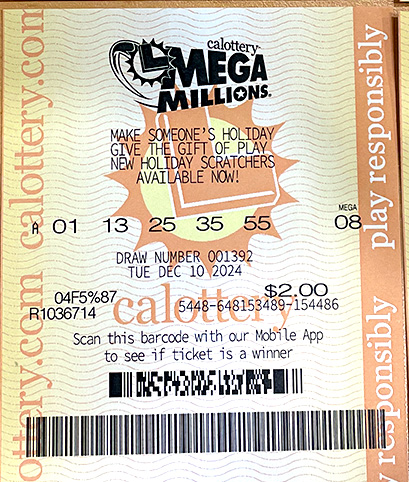 calottery
MEGA
MILLIONS
MAKE SOMEONE'S HOLIDAY
GIVE THE GIFT OF PLAY
NEW HOLIDAY SCRATCHERS
AVAILABLE NOW!
MEGA
A 01 13 25 35 55 08
DRAW NUMBER 001392
TUE DEC 10 2024
04F5%87 $2.00
R1036714 5448-648153489-154486
calottery
Scan this barcode with our Mobile App
to see if ticket is a winner
ottery.com calottery.com
play responsibly
y responsibly